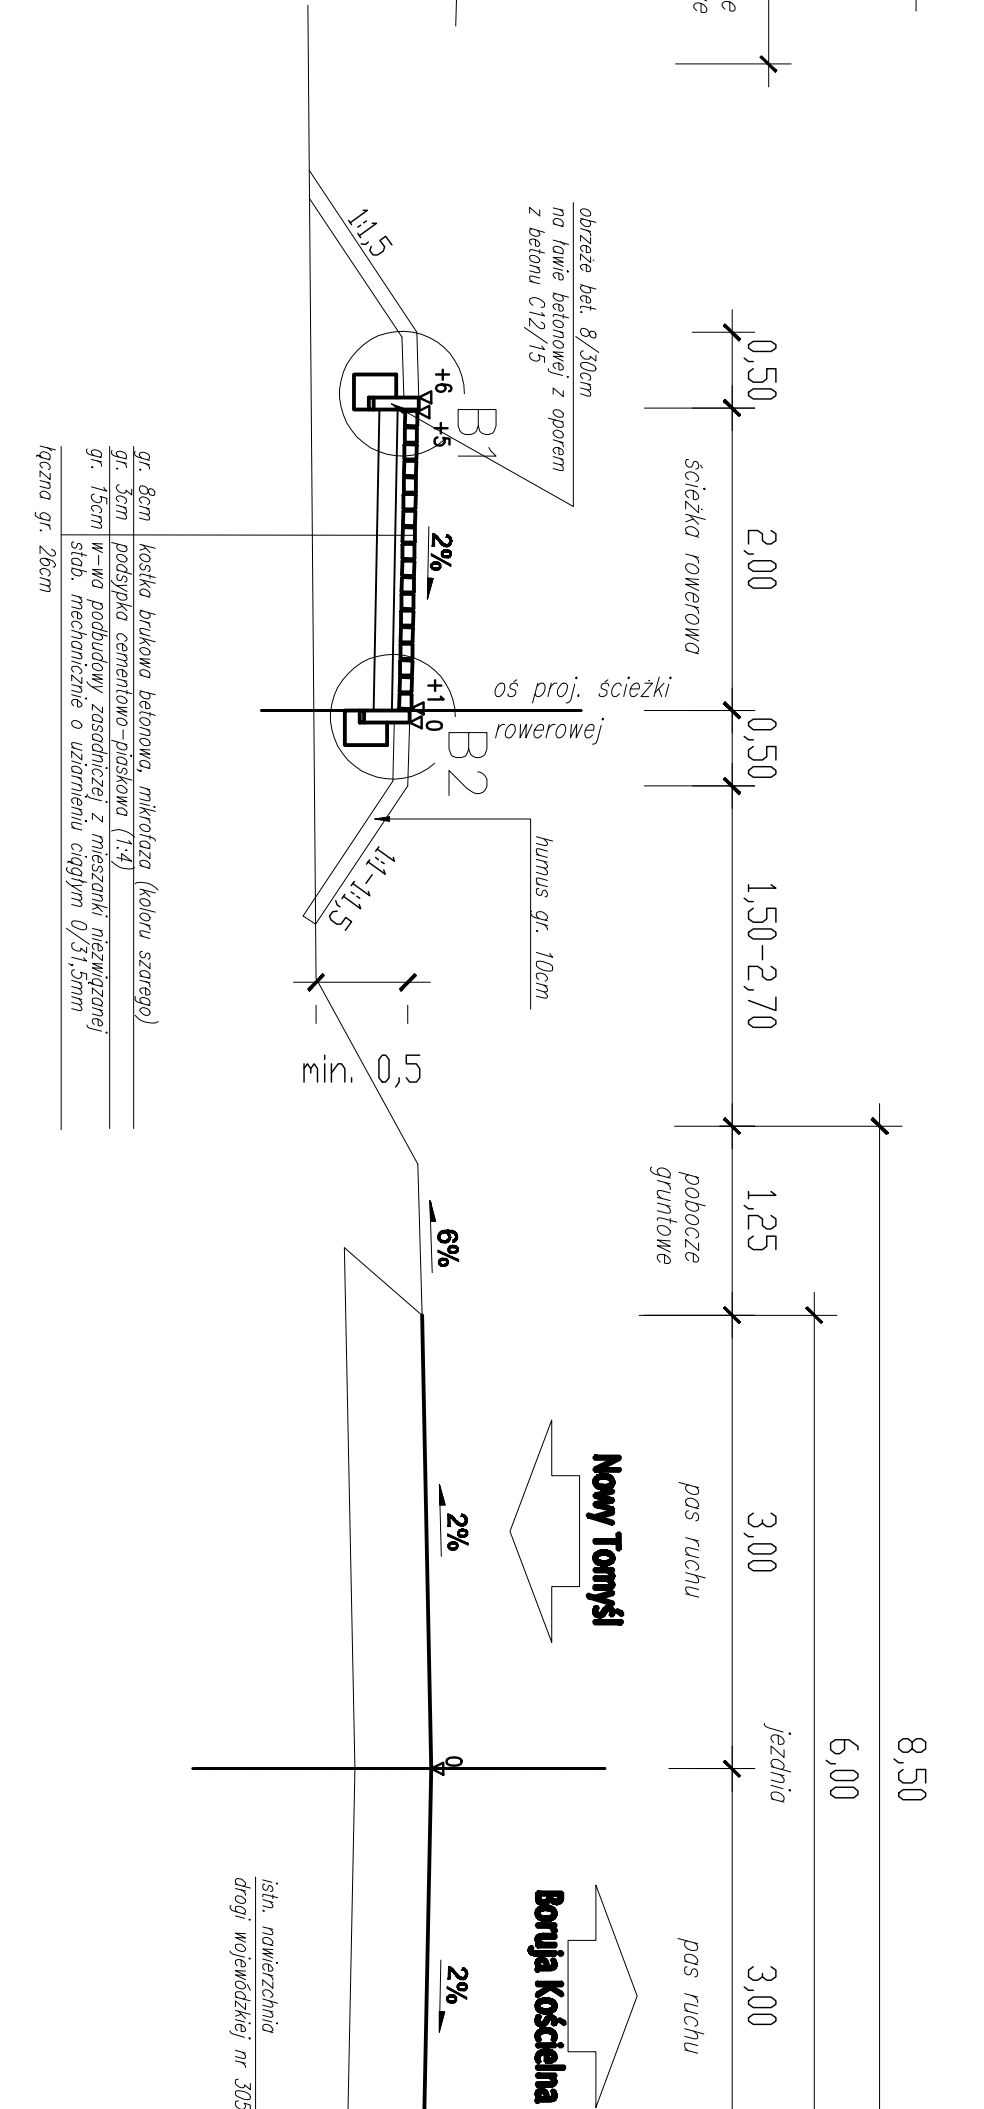 8,50
6,00
jezdnia
0,50
2,00
0,50
1,50-2,70
1,25
3,00
3,00
ścieżka rowerowa
pobocze
gruntowe
pas ruchu
pas ruchu
obrzeże bet. 8/30cm
na ławie betonowej z oporem
z betonu C12/15
oś proj. ścieżki
rowerowej
humus gr. 10cm
Nowy Tomyśl
Boruja Kościelna
1:1,5
+6
+5
B1
2%
+1
0
B2
1:1-1:1,5
min. 0,5
6%
2%
0
2%
gr. 8cm kostka brukowa betonowa, mikrofaza (koloru szarego)
gr. 3cm podsypka cementowo-piaskowa (1:4)
gr. 15cm w-wa podbudowy zasadniczej z mieszanki niezwiązanej
stab. mechanicznie o uziarnieniu ciągłym 0/31,5mm
łączna gr. 26cm
istn. nawierzchnia
drogi wojewódzkiej nr 305